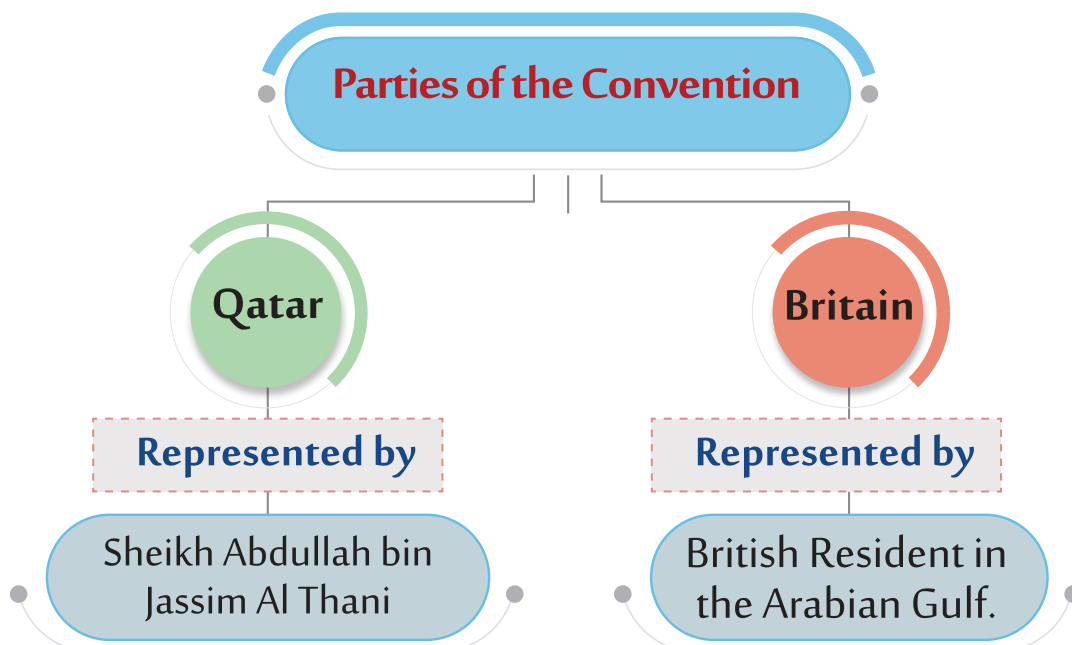 Parties of the Convention
Qatar
Britain
Represented by
Represented by
Sheikh Abdullah bin
Jassim Al Thani
British Resident in
the Arabian Gulf.